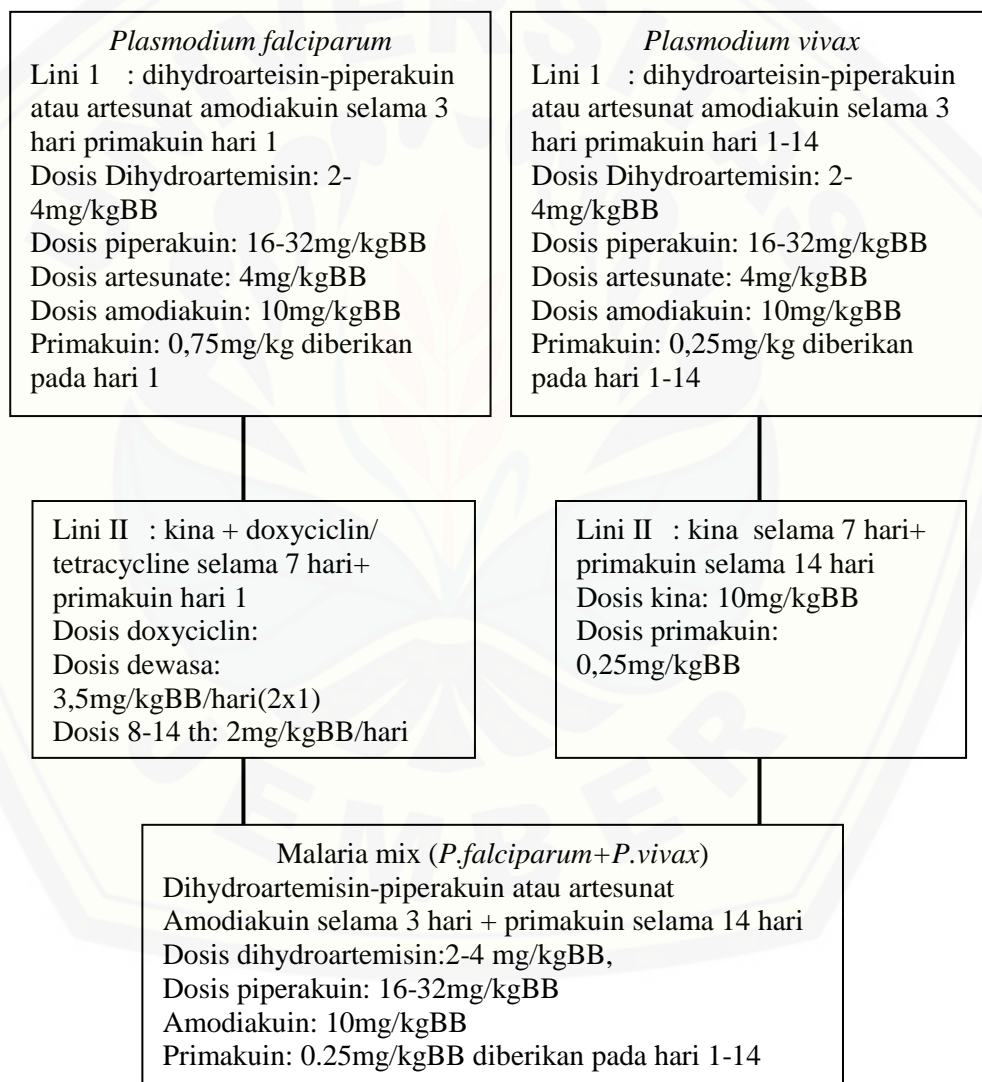 Plasmodium falciparum
Lini 1 : dihydroarteisin-piperakuin
atau artesunat amodiakuin selama 3
hari primakuin hari 1
Dosis Dihydroartemisin: 2-
4mg/kgBB
Dosis piperakuin: 16-32mg/kgBB
Dosis artesunate: 4mg/kgBB
Dosis amodiakuin: 10mg/kgBB
Primakuin: 0,75mg/kg diberikan
pada hari 1
Plasmodium vivax
Lini 1 : dihydroarteisin-piperakuin
atau artesunat amodiakuin selama 3
hari primakuin hari 1-14
Dosis Dihydroartemisin: 2-
4mg/kgBB
Dosis piperakuin: 16-32mg/kgBB
Dosis artesunate: 4mg/kgBB
Dosis amodiakuin: 10mg/kgBB
Primakuin: 0,25mg/kg diberikan
pada hari 1-14
Lini II : kina + doxyciclin/
tetracycline selama 7 hari+
primakuin hari 1
Dosis doxyciclin:
Dosis dewasa:
3,5mg/kgBB/hari(2x1)
Dosis 8-14 th: 2mg/kgBB/hari
Lini II : kina selama 7 hari+
primakuin selama 14 hari
Dosis kina: 10mg/kgBB
Dosis primakuin:
0,25mg/kgBB
Malaria mix (P.falciparum+P.vivax)
Dihydroartemisin-piperakuin atau artesunat
Amodiakuin selama 3 hari + primakuin selama 14 hari
Dosis dihydroartemisin:2-4 mg/kgBB,
Dosis piperakuin: 16-32mg/kgBB
Amodiakuin: 10mg/kgBB
Primakuin: 0.25mg/kgBB diberikan pada hari 1-14